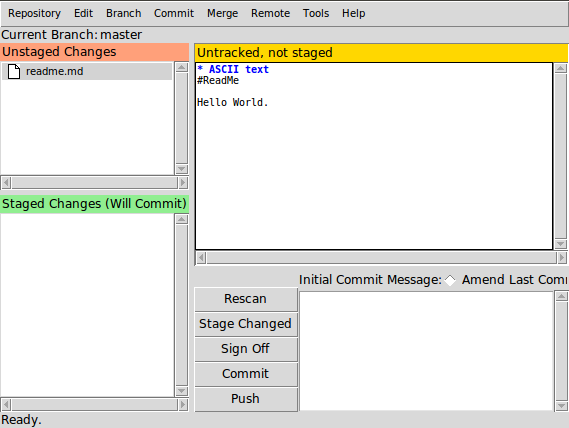 Repository Edit Branch Commit Merge Remote Tools Help
Current Branch: master
Unstaged Changes
readme.md
Staged Changes (Will Commit)
Untracked, not staged
* ASCII text
#ReadMe
Hello World.
Initial Commit Message: Amend Last Comm
Rescan
Stage Changed
Sign Off
Commit
Push
Ready.